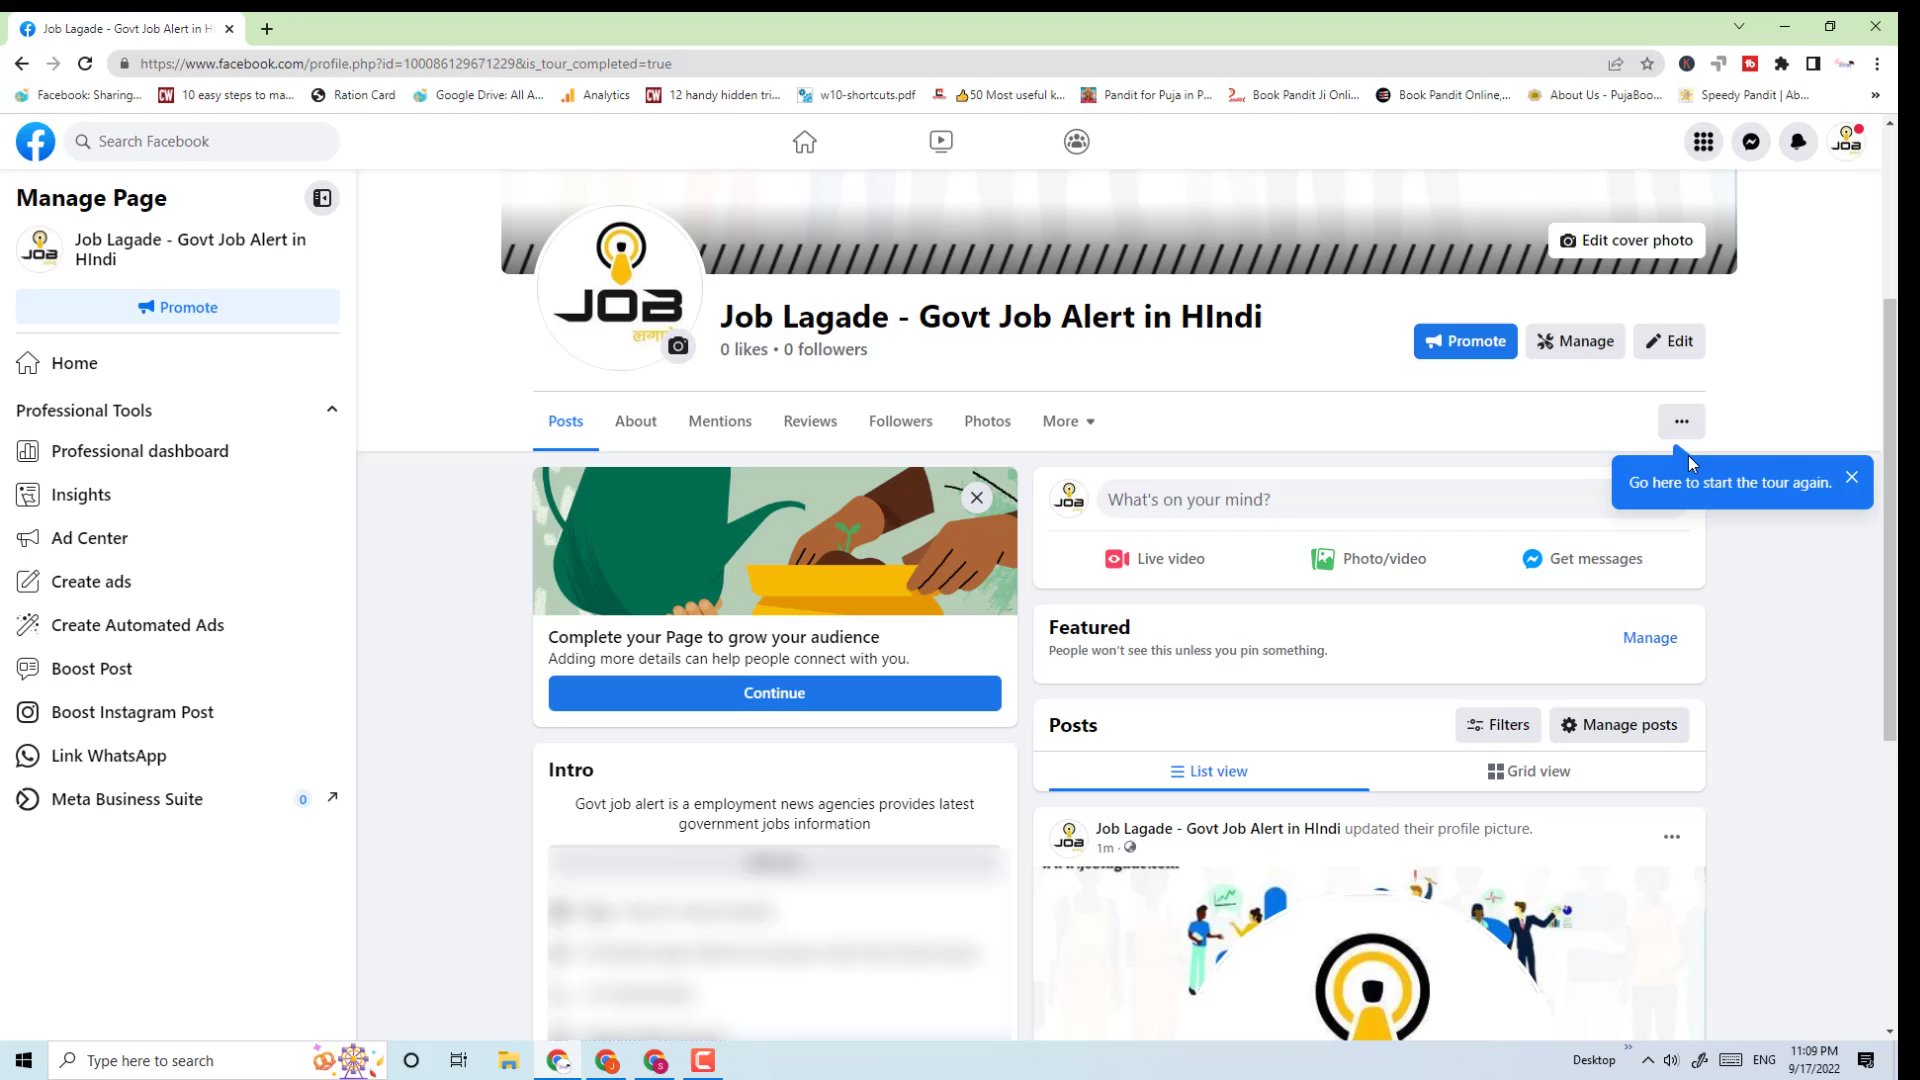 Job Lagade - Govt Job Alert in H
https://www.facebook.com/profile.php?id=100086129671229&is_tour_completed=true
Facebook: Sharing...
10 easy steps to ma...
Ration Card
Google Drive: All A...
Analytics
12 handy hidden tri...
w10-shortcuts.pdf
👍50 Most useful k...
Pandit for Puja in P...
Book Pandit Ji Onli...
Book Pandit Online,...
About Us - PujaBoo...
Speedy Pandit | Ab...
»
Search Facebook
JOB
Manage Page
Job Lagade - Govt Job Alert in
HIndi
Promote
Home
Professional Tools
Professional dashboard
Insights
Ad Center
Create ads
Create Automated Ads
Boost Post
Boost Instagram Post
Link WhatsApp
Meta Business Suite 0
Edit cover photo
JOB
लगादे
Job Lagade - Govt Job Alert in HIndi
0 likes • 0 followers
Promote
Manage
Edit
Posts
About
Mentions
Reviews
Followers
Photos
More
Go here to start the tour again.
Complete your Page to grow your audience
Adding more details can help people connect with you.
Continue
Intro
Govt job alert is a employment news agencies provides latest
government jobs information
What's on your mind?
Live video
Photo/video
Get messages
Featured
People won't see this unless you pin something.
Manage
Posts
Filters
Manage posts
List view
Grid view
Job Lagade - Govt Job Alert in HIndi updated their profile picture.
1m ·
Type here to search
Desktop
»
ENG
11:09 PM
9/17/2022